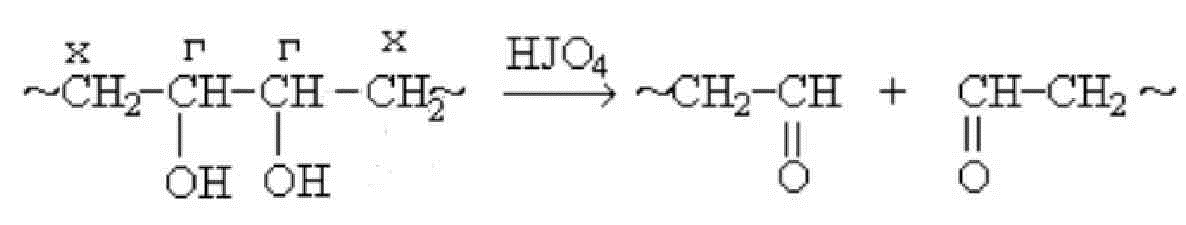 х г г х
~CH₂-CH-CH-CH₂~ HJO₄ ~CH₂-CH + CH-CH₂~
OH OH O O